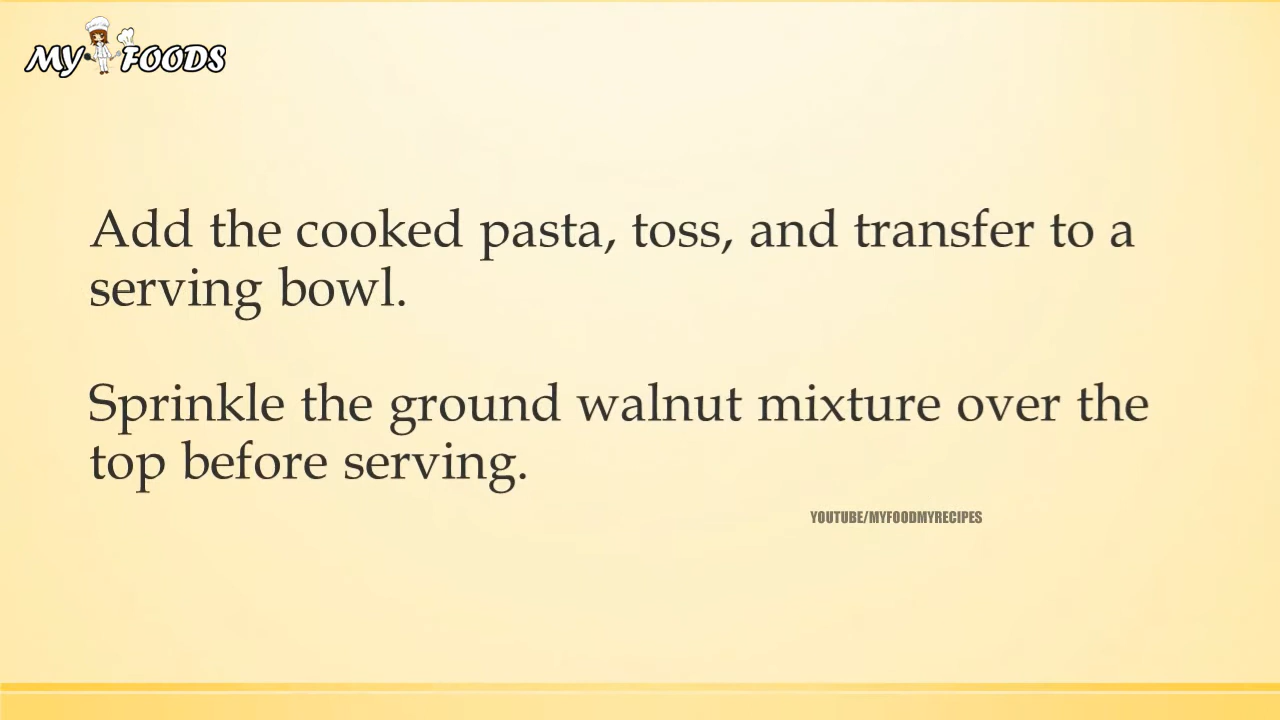 MY FOODS
Add the cooked pasta, toss, and transfer to a
serving bowl.
Sprinkle the ground walnut mixture over the
top before serving.
YOUTUBE/MYFOODMYRECIPES